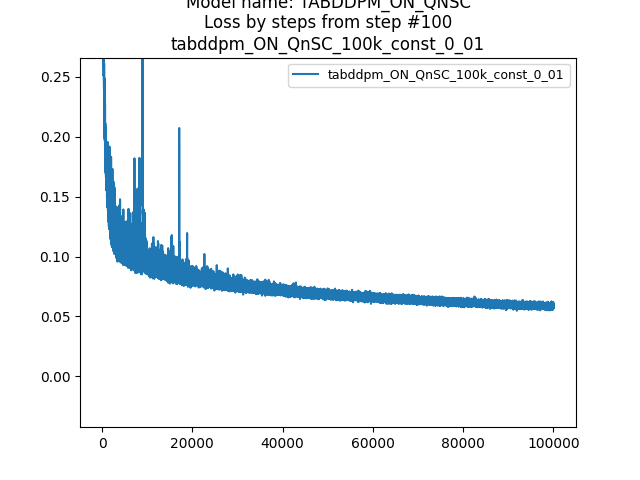 Model name: TABDDPM_ON_QNSC
Loss by steps from step #100
tabddpm_ON_QnSC_100k_const_0_01
tabddpm_ON_QnSC_100k_const_0_01
0.25
0.20
0.15
0.10
0.05
0.00
0 20000 40000 60000 80000 100000